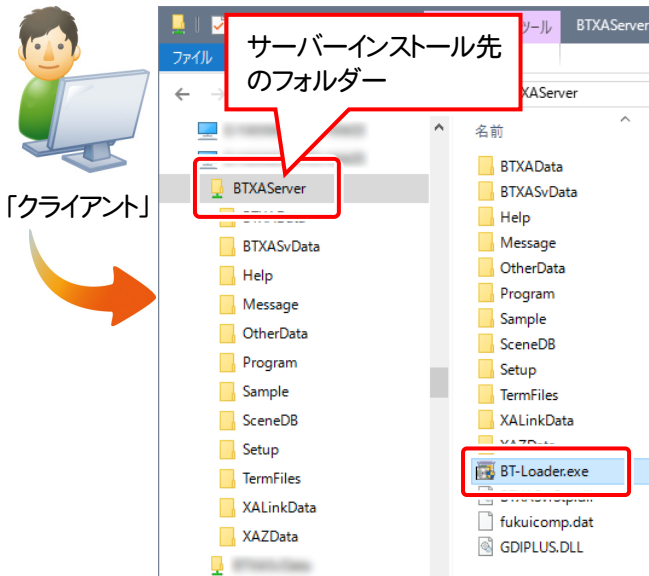 サーバーインストール先
のフォルダー
ール
BTXAServer
ファイル
XAServer
「クライアント」
BTXAServer
BTXASvData
Help
Message
OtherData
Program
Sample
SceneDB
Setup
TermFiles
XALinkData
XAZData
名前
BTXAData
BTXASvData
Help
Message
OtherData
Program
Sample
SceneDB
Setup
TermFiles
XALinkData
BT-Loader.exe
fukuicomp.dat
GDIPLUS.DLL